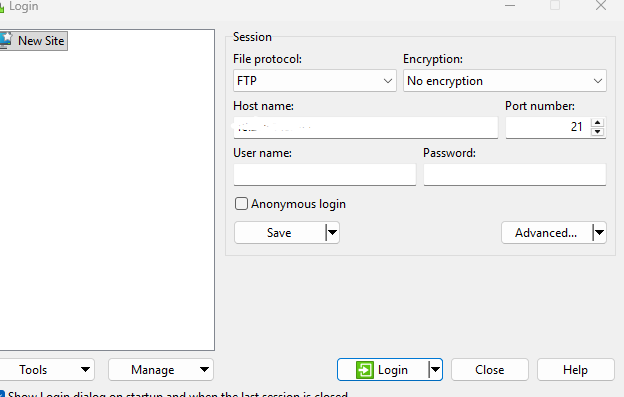 Login
New Site
Session
File protocol: Encryption:
FTP No encryption
Host name: Port number:
21
User name: Password:
Anonymous login
Save Advanced...
Tools Manage Login Close Help
Show Login dialog on startup and when the last session is closed